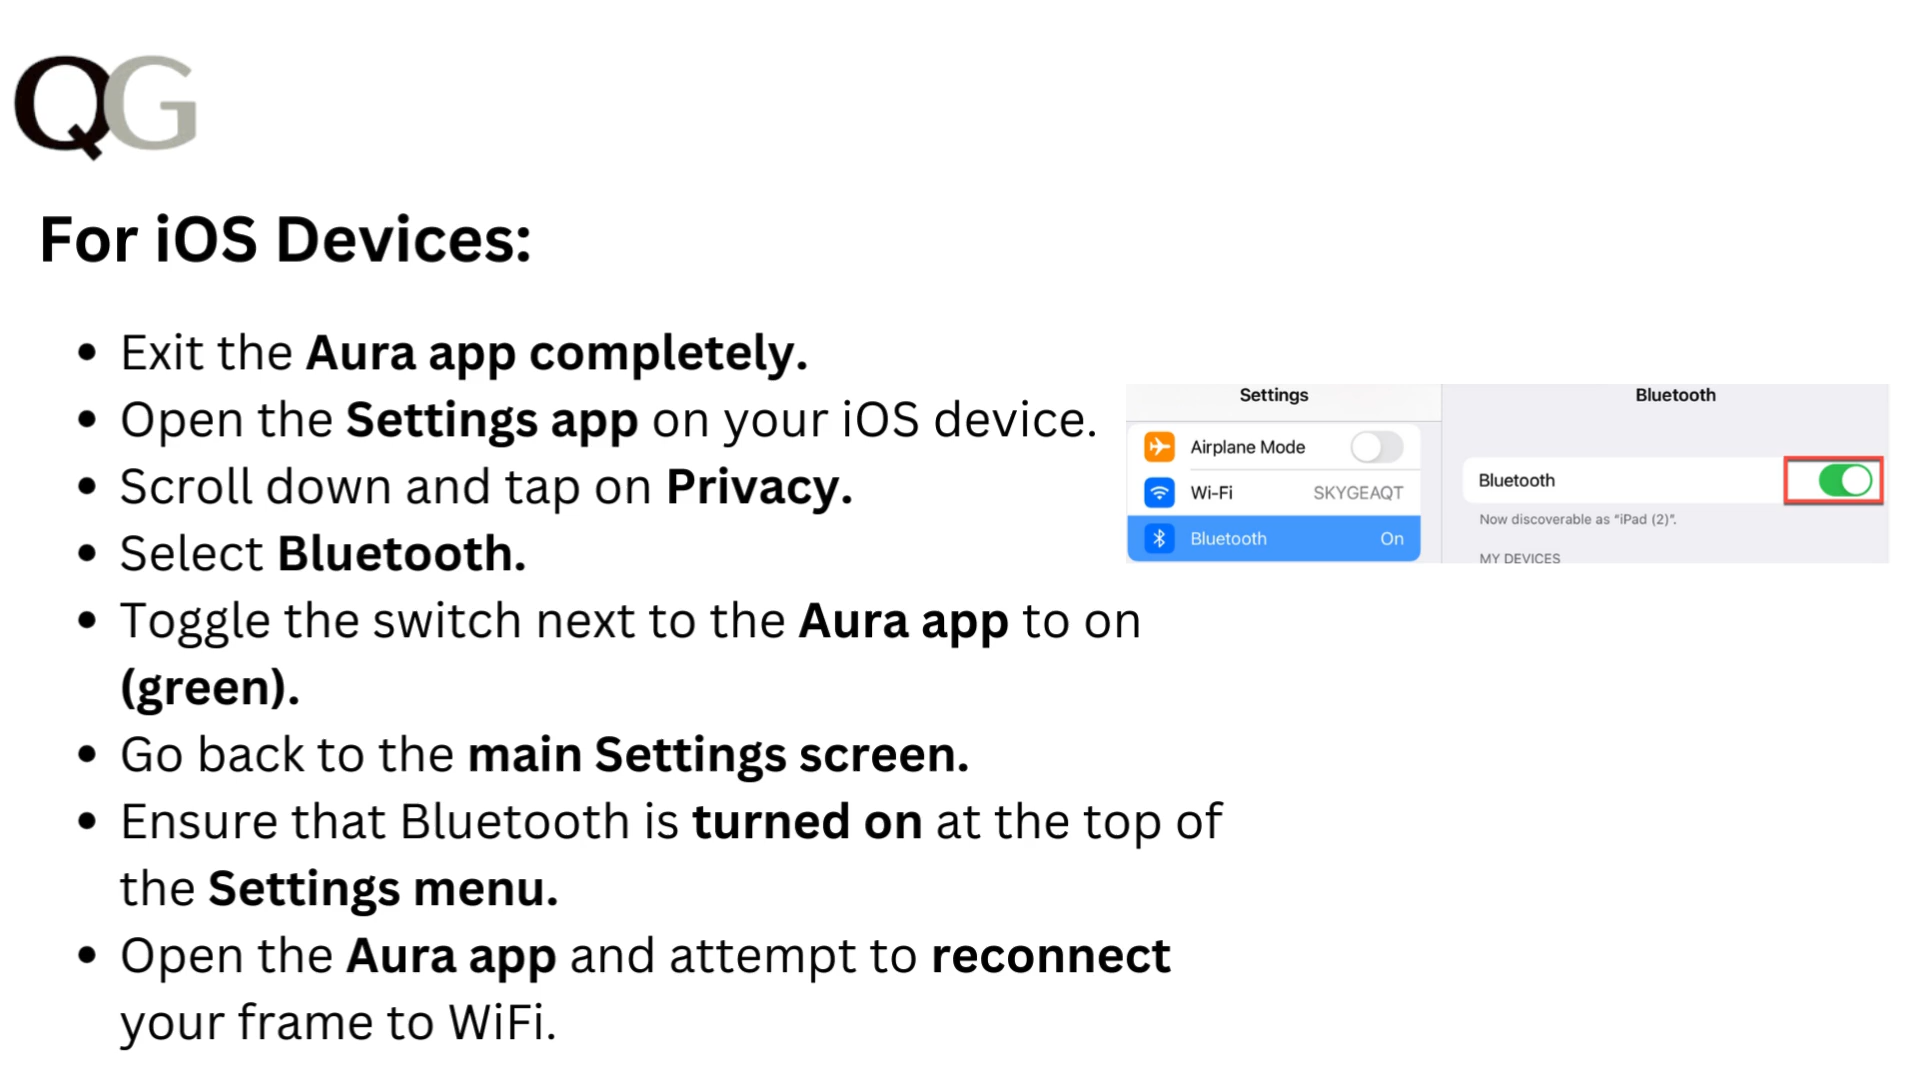 QG
For iOS Devices:
• Exit the Aura app completely.
• Open the Settings app on your iOS device.
• Scroll down and tap on Privacy.
• Select Bluetooth.
• Toggle the switch next to the Aura app to on
(green).
• Go back to the main Settings screen.
• Ensure that Bluetooth is turned on at the top of
the Settings menu.
• Open the Aura app and attempt to reconnect
your frame to WiFi.
Settings
Airplane Mode
Wi-Fi SKYGEAQT
Bluetooth On
Bluetooth
Bluetooth
Now discoverable as “iPad (2)”.
MY DEVICES